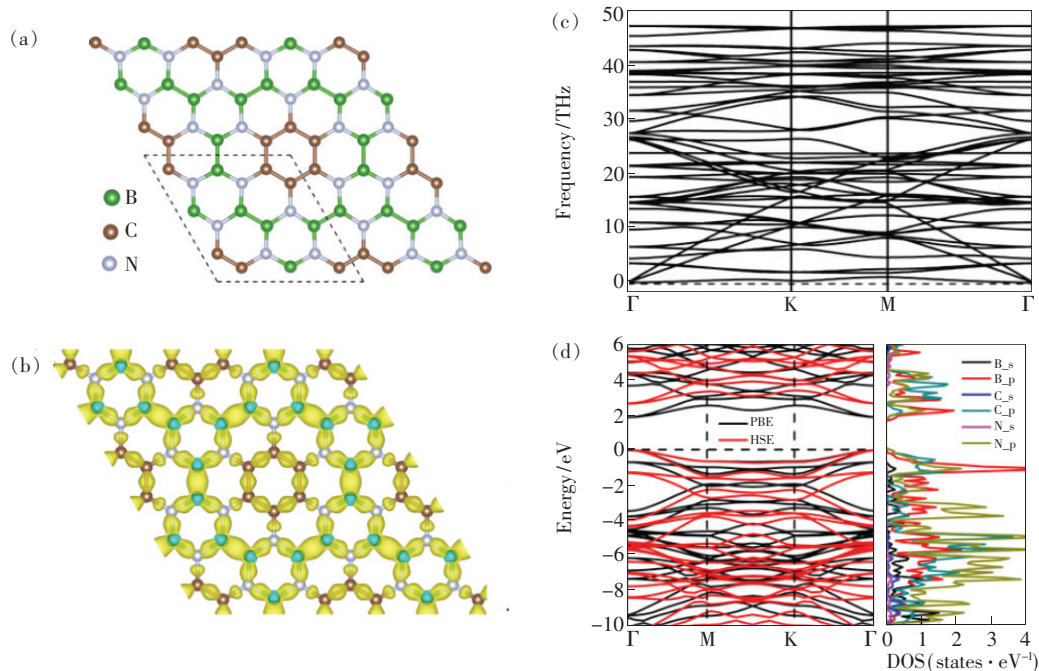 (a)
B
C
N
(b)
(c)
Frequency/THz
50
40
30
20
10
0
Γ K M Γ
(d)
Energy/eV
6
4
2
0
-2
-4
-6
-8
-10
PBE
HSE
Γ M K Γ
B_s
B_p
C_s
C_p
N_s
N_p
0 1 2 3 4
DOS(states·eV⁻¹)